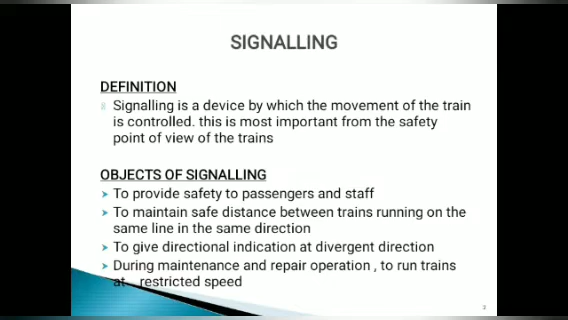 SIGNALLING
DEFINITION
Signalling is a device by which the movement of the train
is controlled. this is most important from the safety
point of view of the trains
OBJECTS OF SIGNALLING
➤ To provide safety to passengers and staff
➤ To maintain safe distance between trains running on the
same line in the same direction
➤ To give directional indication at divergent direction
➤ During maintenance and repair operation , to run trains
at restricted speed